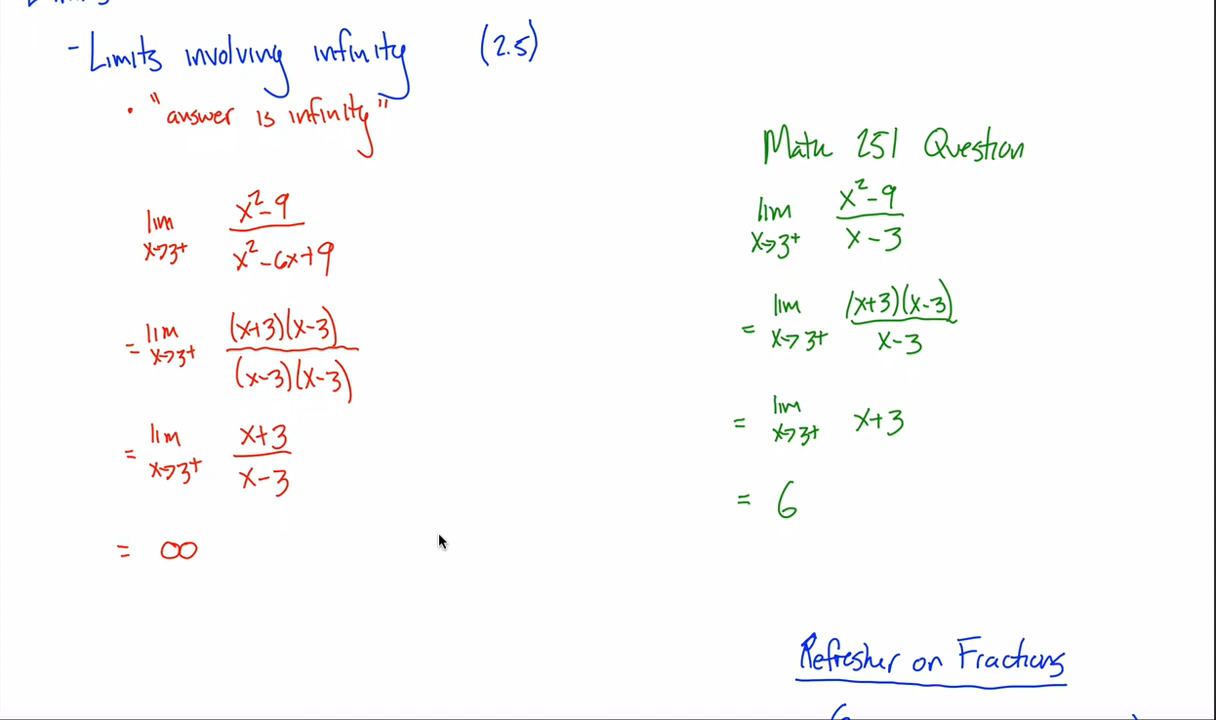 - Limits involving infinity (2.5)
• "answer is infinity"
lim x→3⁺ (x²-9)/(x²-6x+9)
= lim x→3⁺ (x+3)(x-3)/(x-3)(x-3)
= lim x→3⁺ (x+3)/(x-3)
= ∞
Math 251 Question
lim x→3⁺ (x²-9)/(x-3)
= lim x→3⁺ (x+3)(x-3)/(x-3)
= lim x→3⁺ x+3
= 6
Refresher on Fractions